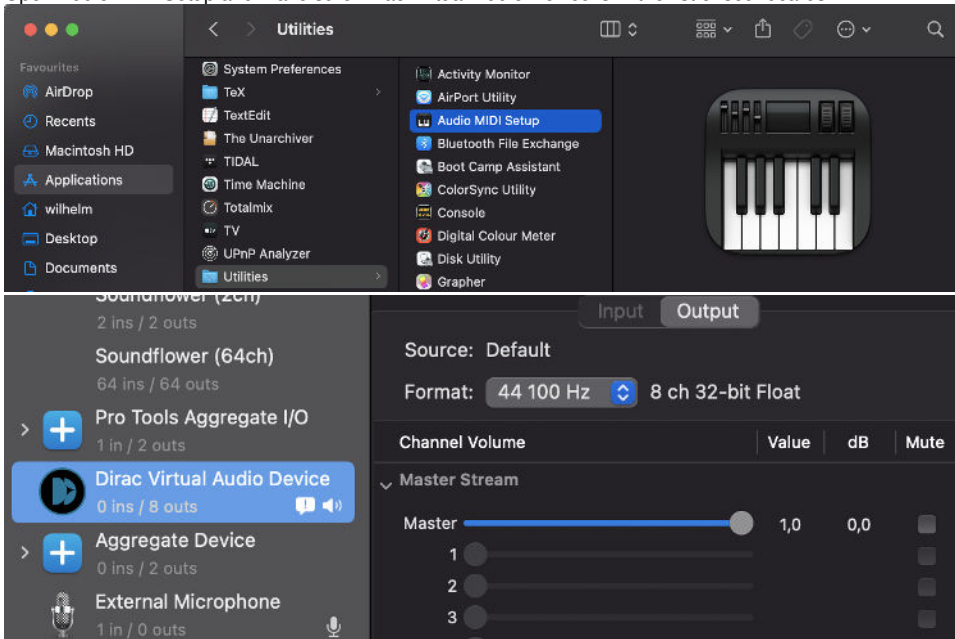 Utilities
Favourites
AirDrop
Recents
Macintosh HD
Applications
wilhelm
Desktop
Documents
System Preferences
TeX
TextEdit
The Unarchiver
TIDAL
Time Machine
Totalmix
TV
UPnP Analyzer
Utilities
Activity Monitor
AirPort Utility
Audio MIDI Setup
Bluetooth File Exchange
Boot Camp Assistant
ColorSync Utility
Console
Digital Colour Meter
Disk Utility
Grapher
Soundflower (2ch)
2 ins / 2 outs
Soundflower (64ch)
64 ins / 64 outs
Pro Tools Aggregate I/O
1 in / 2 outs
Dirac Virtual Audio Device
0 ins / 8 outs
Aggregate Device
0 ins / 2 outs
External Microphone
1 in / 0 outs
Input Output
Source: Default
Format: 44 100 Hz 8 ch 32-bit Float
Channel Volume Value dB Mute
Master Stream
Master 1,0 0,0
1
2
3